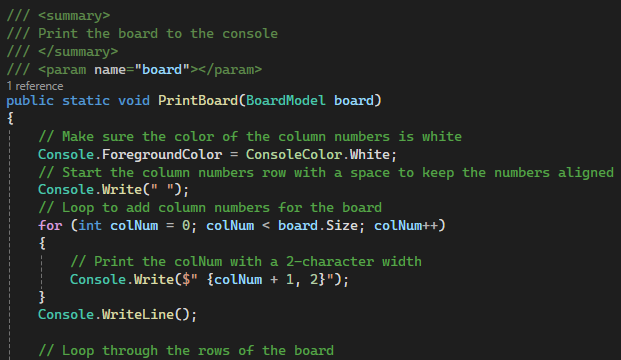 /// <summary>
/// Print the board to the console
/// </summary>
/// <param name="board"></param>
1 reference
public static void PrintBoard(BoardModel board)
{
// Make sure the color of the column numbers is white
Console.ForegroundColor = ConsoleColor.White;
// Start the column numbers row with a space to keep the numbers aligned
Console.Write(" ");
// Loop to add column numbers for the board
for (int colNum = 0; colNum < board.Size; colNum++)
{
// Print the colNum with a 2-character width
Console.Write($" {colNum + 1, 2}");
}
Console.WriteLine();
// Loop through the rows of the board